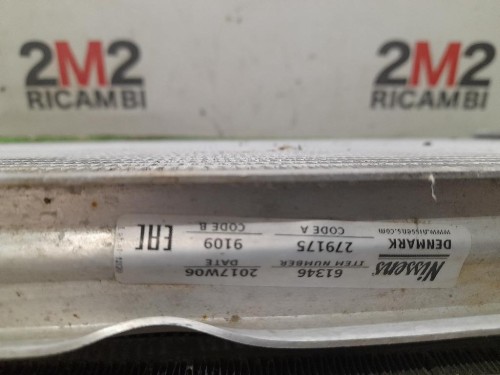 2M2
RICAMBI
2M2
RICAMBI
Nissens
DENMARK
www.nissens.com
61346
ITEM NUMBER
2017W06
DATE
279175
CODE A
9109
CODE B
EAC